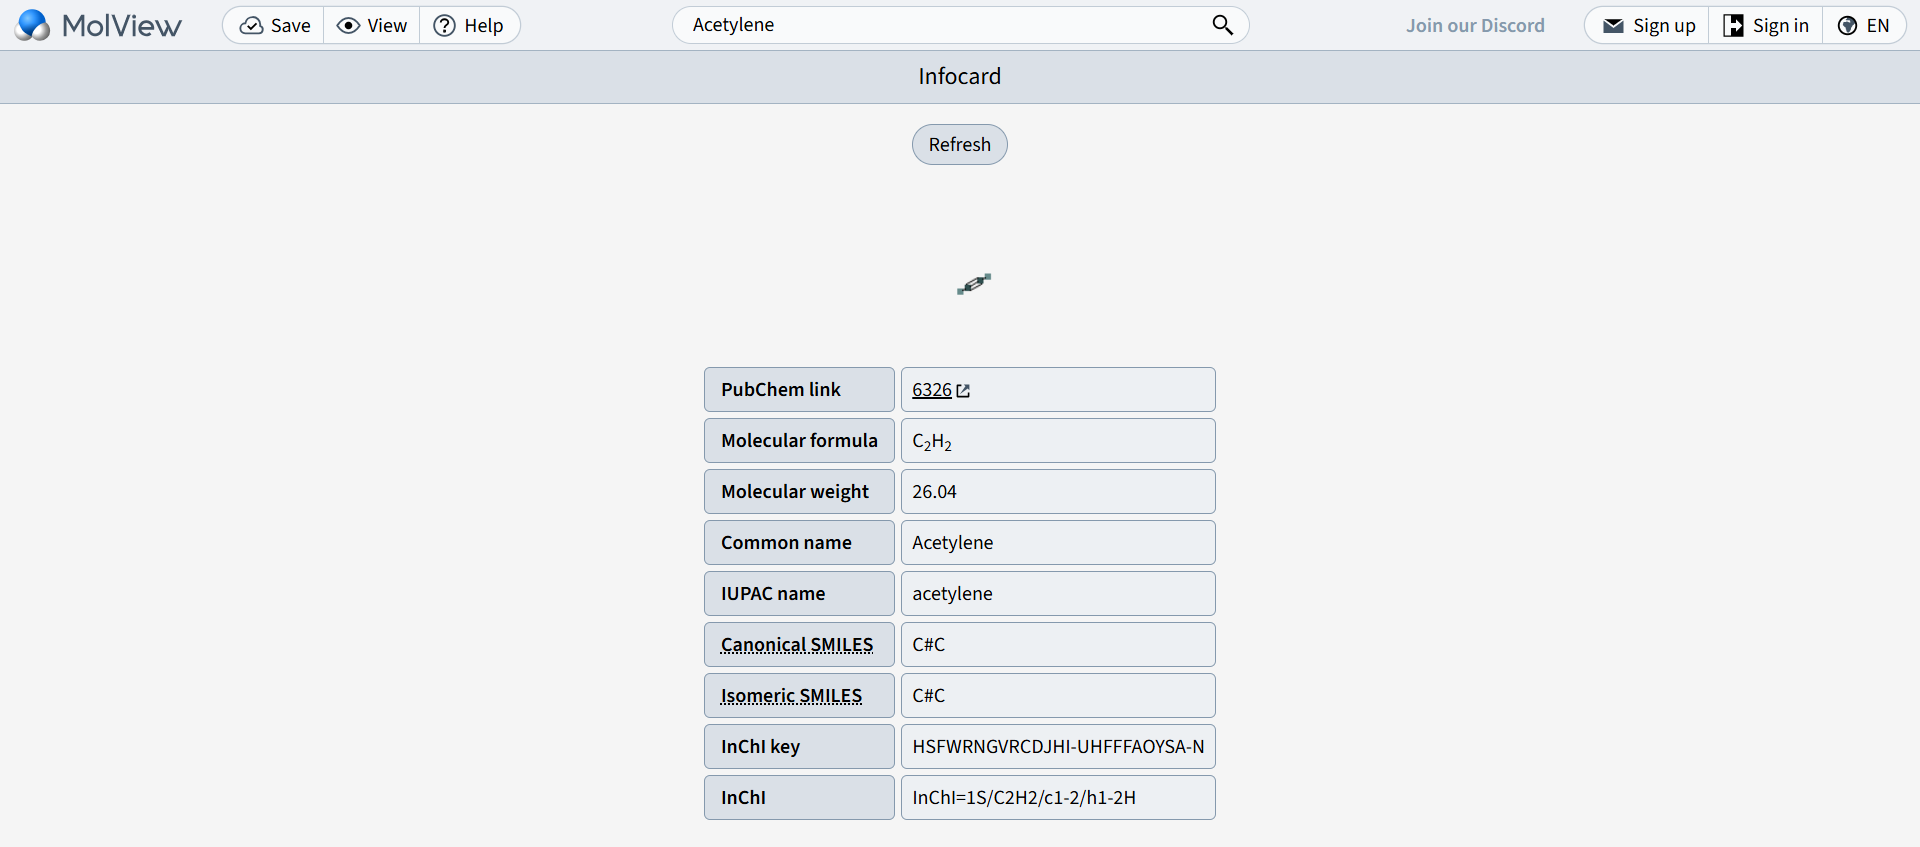 MolView Save View Help Acetylene Join our Discord Sign up Sign in EN
Infocard
Refresh
PubChem link 6326
Molecular formula C₂H₂
Molecular weight 26.04
Common name Acetylene
IUPAC name acetylene
Canonical SMILES C#C
Isomeric SMILES C#C
InChI key HSFWRNGVRCDJHI-UHFFFAOYSA-N
InChI InChI=1S/C2H2/c1-2/h1-2H